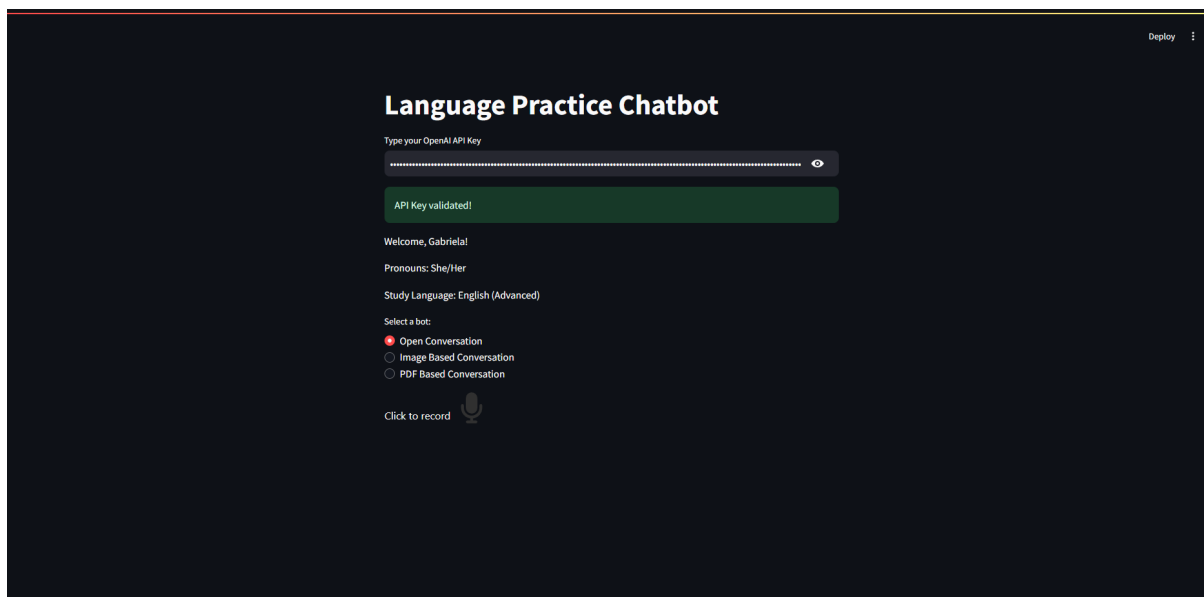 Deploy
Language Practice Chatbot
Type your OpenAI API Key
API Key validated!
Welcome, Gabriela!
Pronouns: She/Her
Study Language: English (Advanced)
Select a bot:
Open Conversation
Image Based Conversation
PDF Based Conversation
Click to record